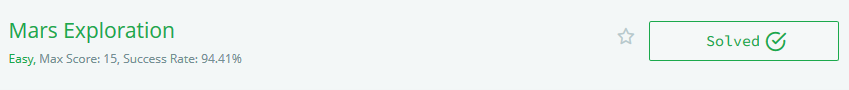 Mars Exploration
Solved
Easy, Max Score: 15, Success Rate: 94.41%